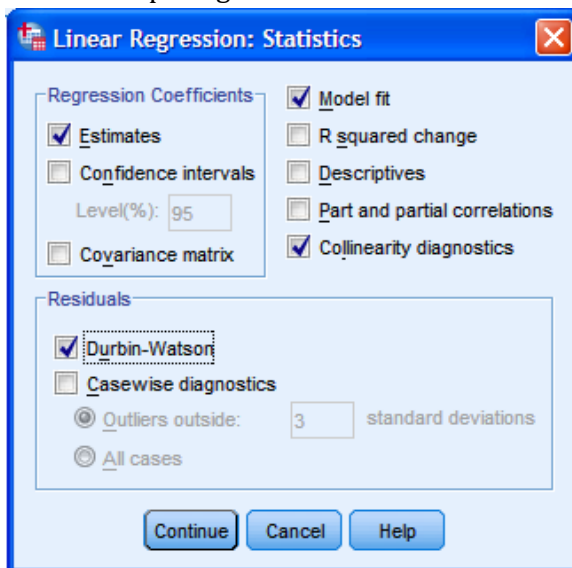 Linear Regression: Statistics
Regression Coefficients
Estimates
Confidence intervals
Level(%): 95
Covariance matrix
Model fit
R squared change
Descriptives
Part and partial correlations
Collinearity diagnostics
Residuals
Durbin-Watson
Casewise diagnostics
Outliers outside: 3 standard deviations
All cases
Continue Cancel Help